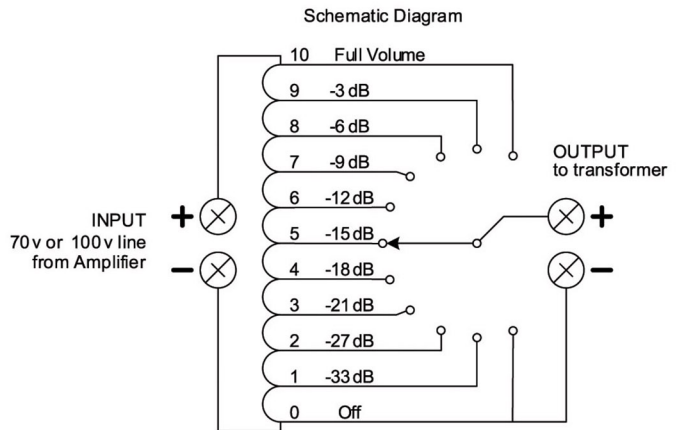 Schematic Diagram
10 Full Volume
9 -3 dB
8 -6 dB
7 -9 dB
6 -12 dB
5 -15 dB
4 -18 dB
3 -21 dB
2 -27 dB
1 -33 dB
0 Off
INPUT
70 v or 100 v line
from Amplifier
+
−
OUTPUT
to transformer
+
−